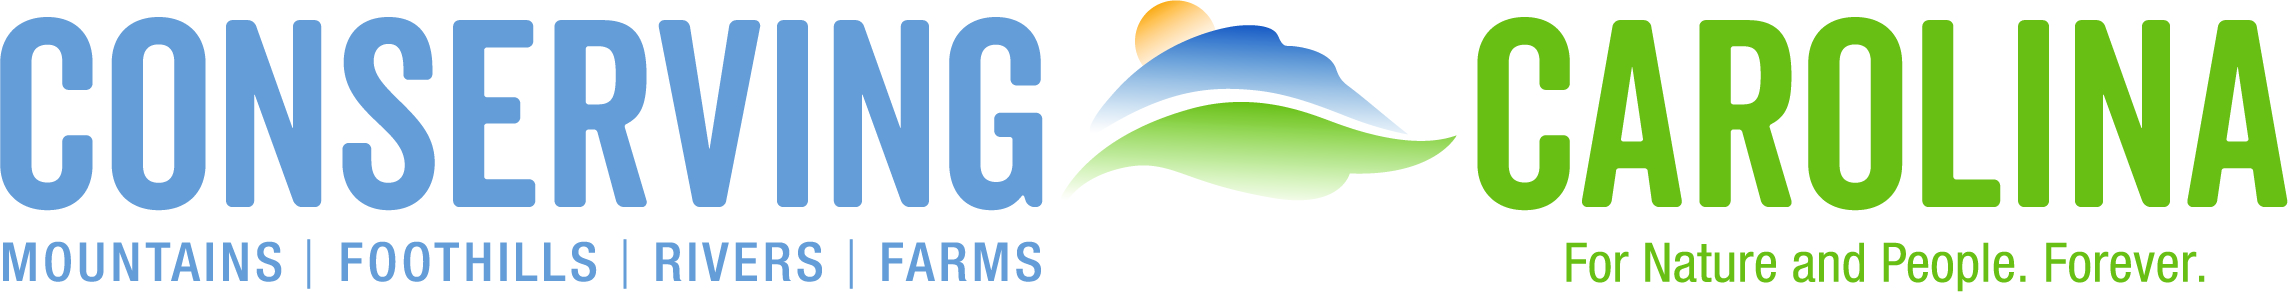 CONSERVING CAROLINA
MOUNTAINS | FOOTHILLS | RIVERS | FARMS
For Nature and People. Forever.